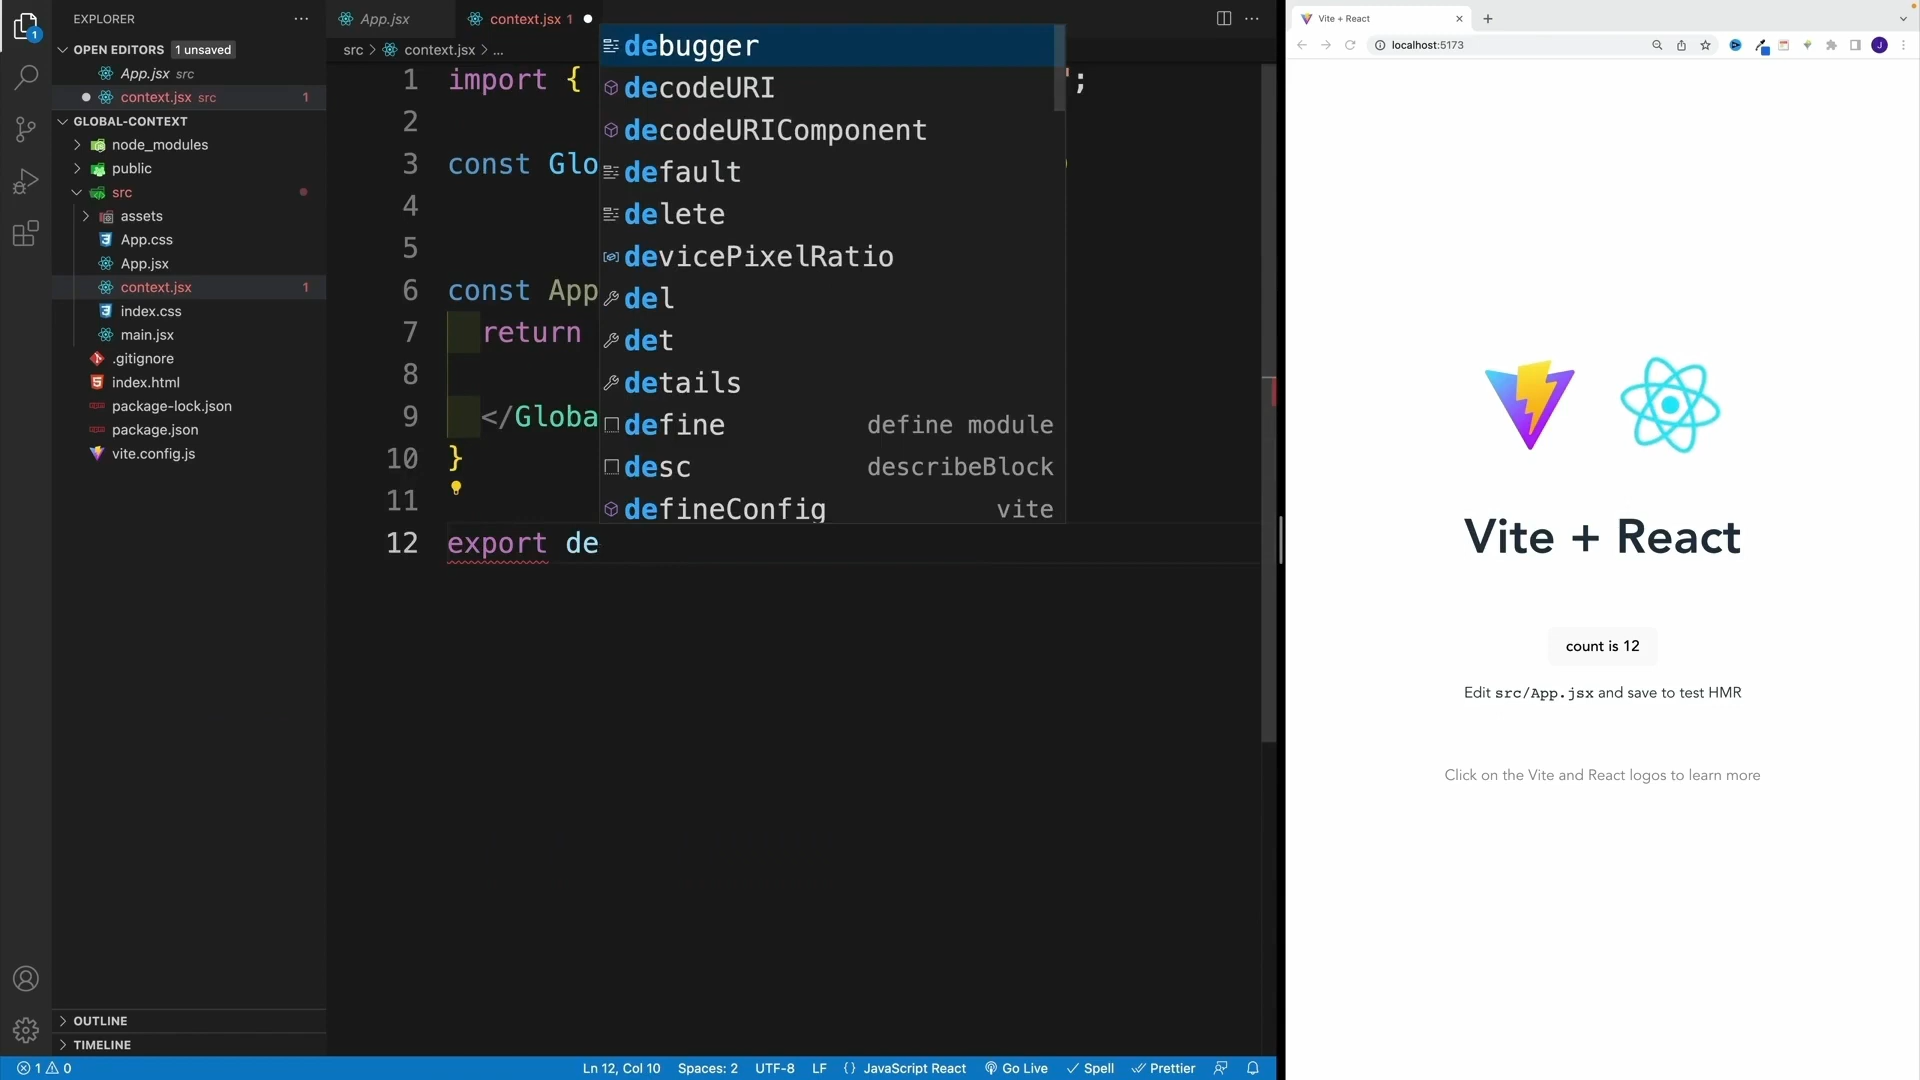 EXPLORER
OPEN EDITORS 1 unsaved
App.jsx src
context.jsx src 1
GLOBAL-CONTEXT
node_modules
public
src
assets
App.css
App.jsx
context.jsx 1
index.css
main.jsx
.gitignore
index.html
package-lock.json
package.json
vite.config.js
OUTLINE
TIMELINE
1
App.jsx
context.jsx 1
src > context.jsx > ...
1 import { ";
2
3 const Glo
4
5
6 const App
7 return
8
9 </Globa
10 }
11
12 export de
debugger
decodeURI
decodeURIComponent
default
delete
devicePixelRatio
del
det
details
define define module
desc describeBlock
defineConfig vite
1 0
Ln 12, Col 10 Spaces: 2 UTF-8 LF {} JavaScript React Go Live Spell Prettier
Vite + React
localhost:5173
J
Vite + React
count is 12
Edit src/App.jsx and save to test HMR
Click on the Vite and React logos to learn more